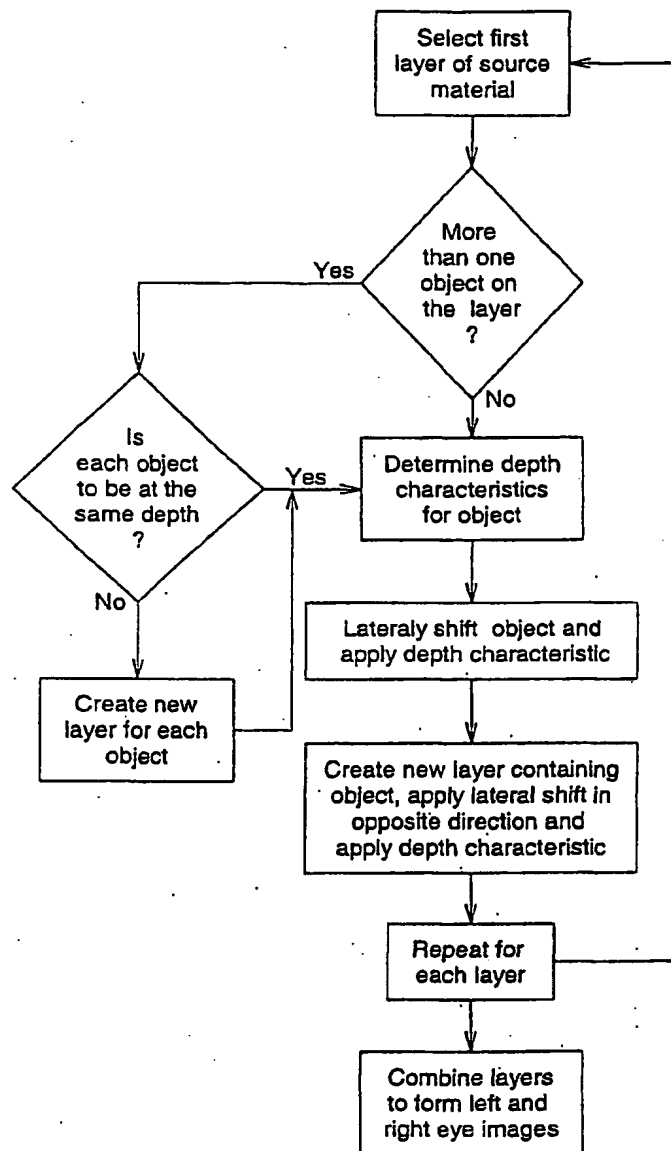 Select first
layer of source
material
More
than one
object on
the layer
?
Yes
No
Is
each object
to be at the
same depth
?
Yes
No
Determine depth
characteristics
for object
Lateraly shift object and
apply depth characteristic
Create new
layer for each
object
Create new layer containing
object, apply lateral shift in
opposite direction and
apply depth characteristic
Repeat for
each layer
Combine layers
to form left and
right eye images